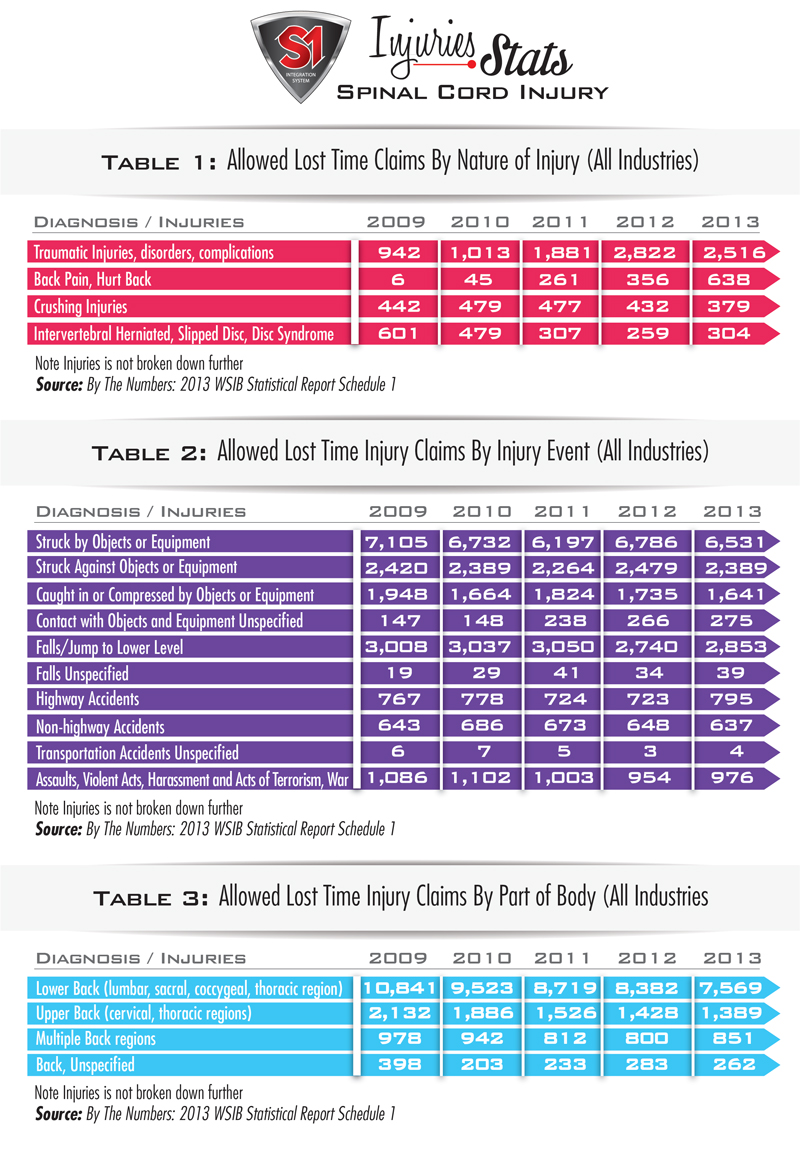 S1
INTEGRATION
SYSTEM
Injuries Stats
SPINAL CORD INJURY
TABLE 1: Allowed Lost Time Claims By Nature of Injury (All Industries)
DIAGNOSIS / INJURIES 2009 2010 2011 2012 2013
Traumatic Injuries, disorders, complications 942 1,013 1,881 2,822 2,516
Back Pain, Hurt Back 6 45 261 356 638
Crushing Injuries 442 479 477 432 379
Intervertebral Herniated, Slipped Disc, Disc Syndrome 601 479 307 259 304
Note Injuries is not broken down further
Source: By The Numbers: 2013 WSIB Statistical Report Schedule 1
TABLE 2: Allowed Lost Time Injury Claims By Injury Event (All Industries)
DIAGNOSIS / INJURIES 2009 2010 2011 2012 2013
Struck by Objects or Equipment 7,105 6,732 6,197 6,786 6,531
Struck Against Objects or Equipment 2,420 2,389 2,264 2,479 2,389
Caught in or Compressed by Objects or Equipment 1,948 1,664 1,824 1,735 1,641
Contact with Objects and Equipment Unspecified 147 148 238 266 275
Falls/Jump to Lower Level 3,008 3,037 3,050 2,740 2,853
Falls Unspecified 19 29 41 34 39
Highway Accidents 767 778 724 723 795
Non-highway Accidents 643 686 673 648 637
Transportation Accidents Unspecified 6 7 5 3 4
Assaults, Violent Acts, Harassment and Acts of Terrorism, War 1,086 1,102 1,003 954 976
Note Injuries is not broken down further
Source: By The Numbers: 2013 WSIB Statistical Report Schedule 1
TABLE 3: Allowed Lost Time Injury Claims By Part of Body (All Industries
DIAGNOSIS / INJURIES 2009 2010 2011 2012 2013
Lower Back (lumbar, sacral, coccygeal, thoracic region) 10,841 9,523 8,719 8,382 7,569
Upper Back (cervical, thoracic regions) 2,132 1,886 1,526 1,428 1,389
Multiple Back regions 978 942 812 800 851
Back, Unspecified 398 203 233 283 262
Note Injuries is not broken down further
Source: By The Numbers: 2013 WSIB Statistical Report Schedule 1